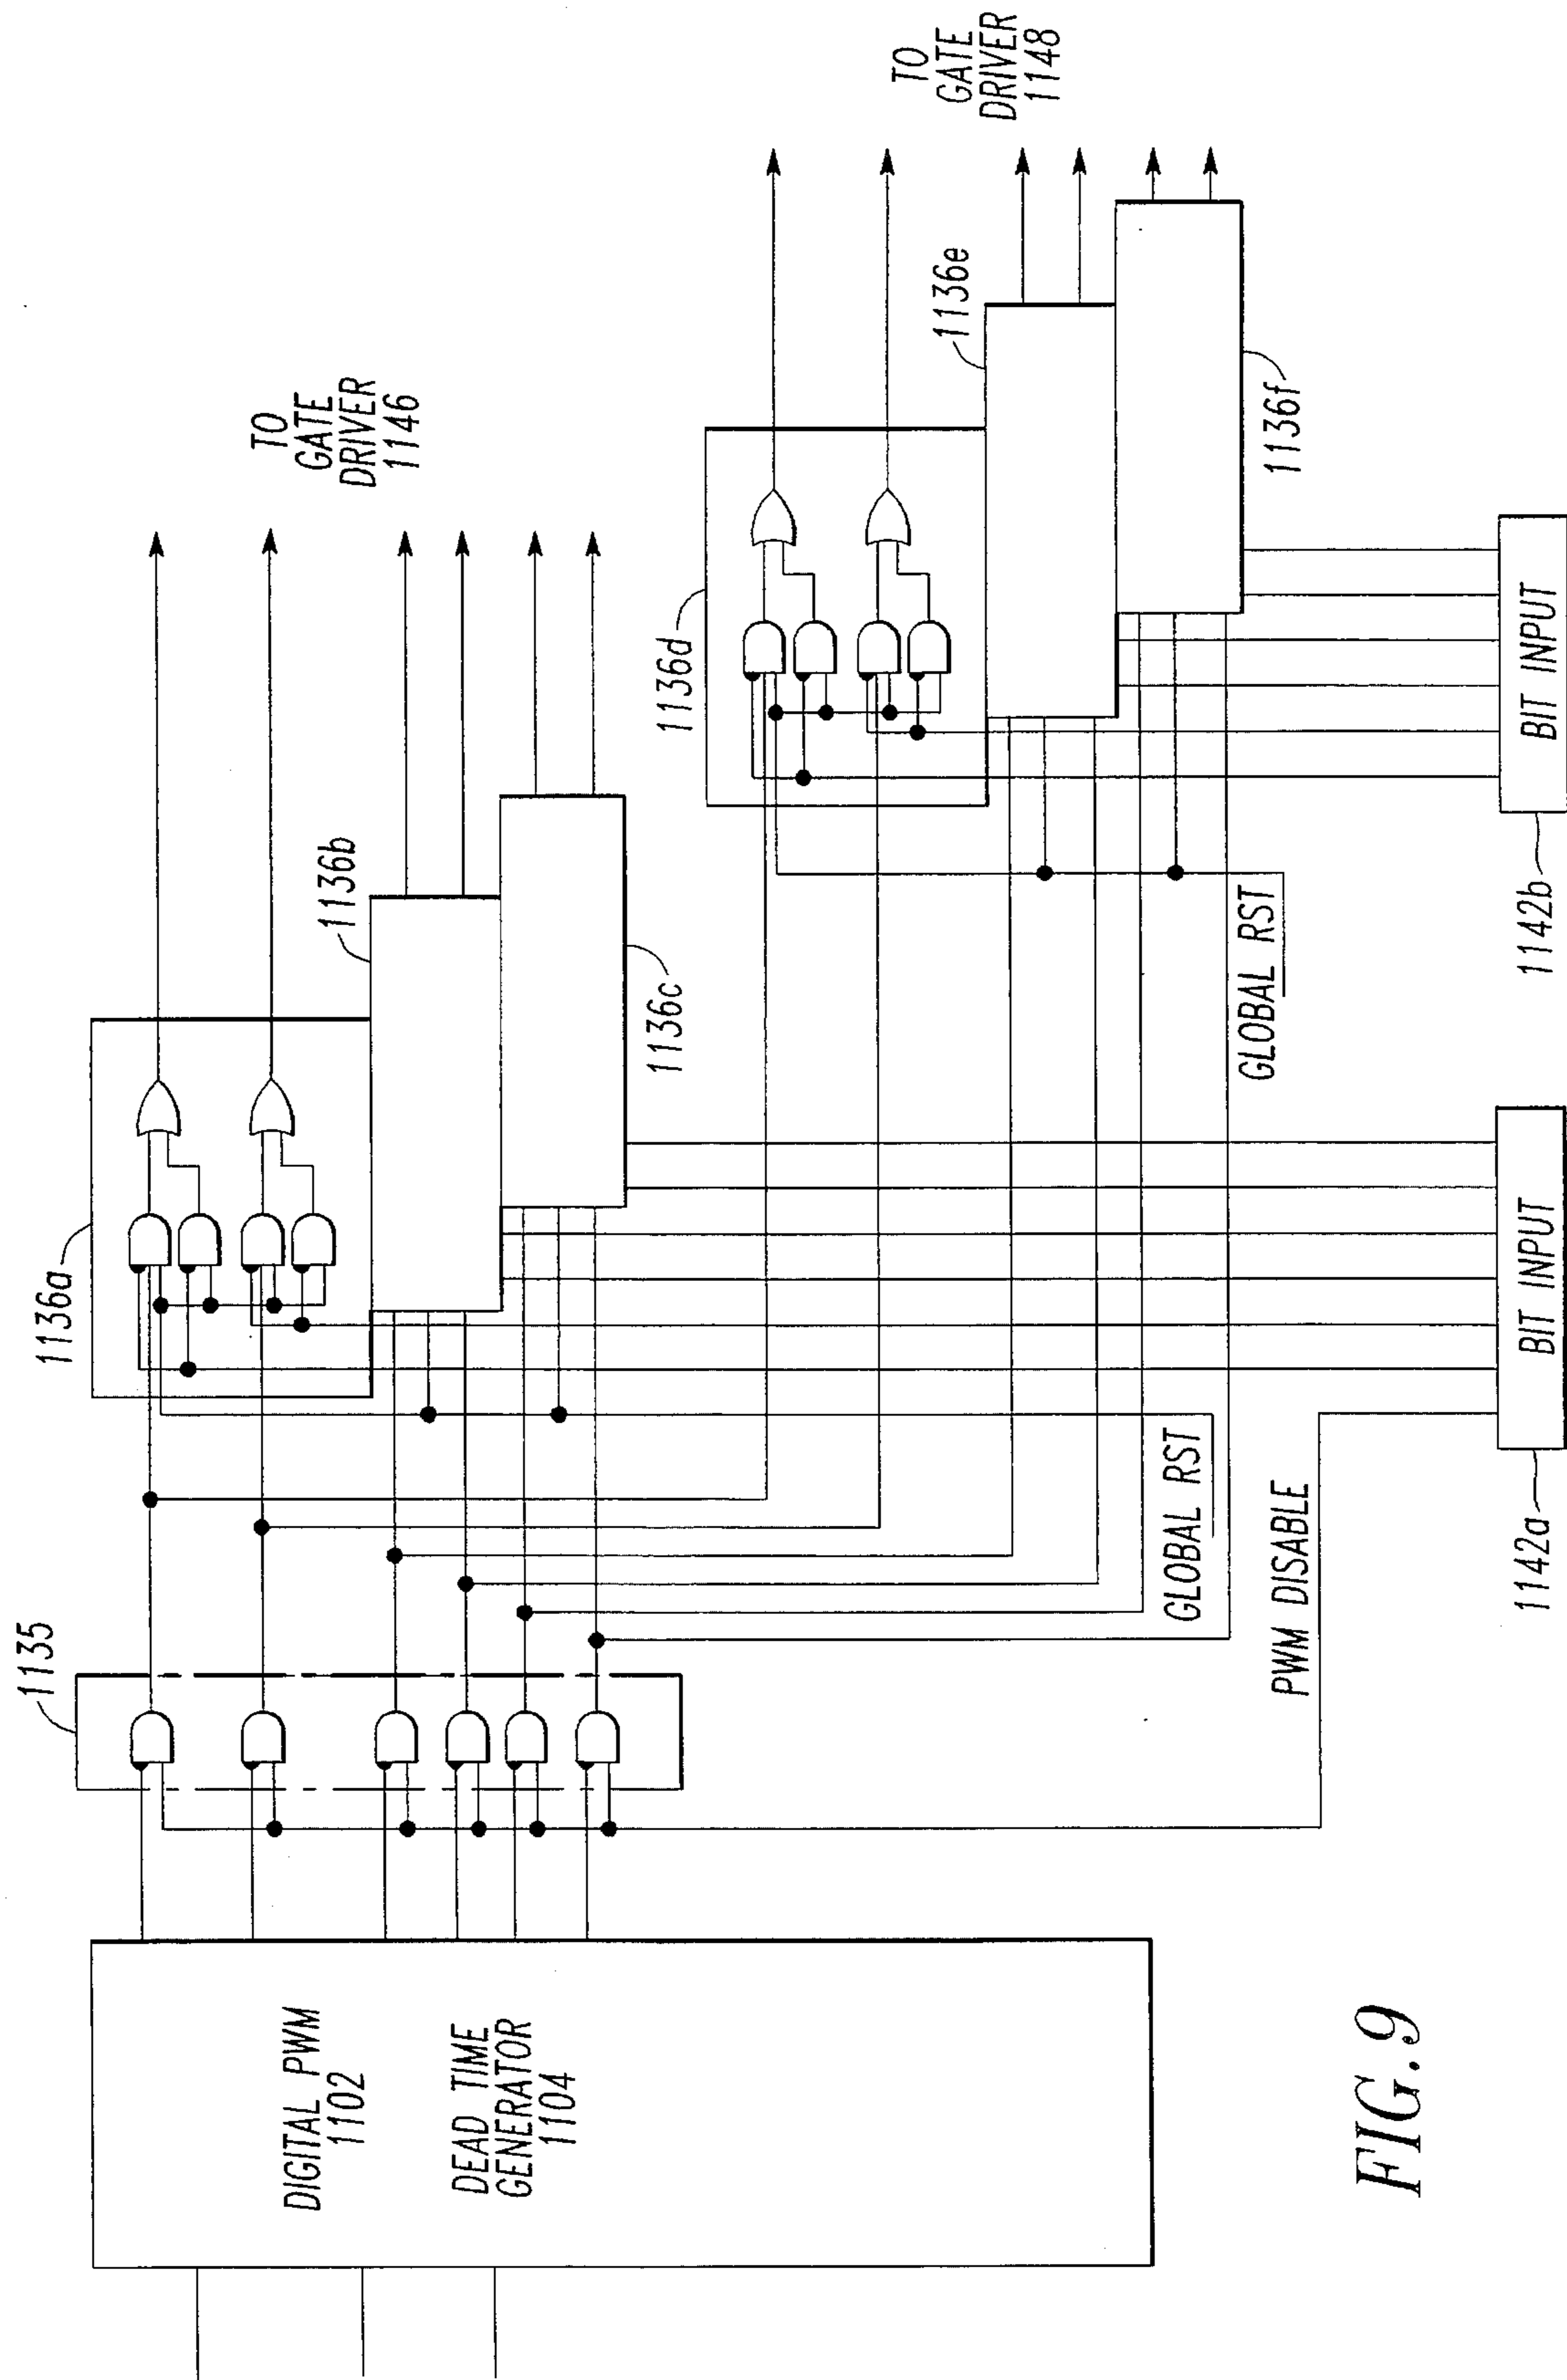 DIGITAL PWM
1102
DEAD TIME
GENERATOR
1104
1135
1136a
1136b
1136c
TO
GATE
DRIVER
1146
1136d
1136e
1136f
TO
GATE
DRIVER
1148
GLOBAL RST
GLOBAL RST
PWM DISABLE
1142a
BIT INPUT
1142b
BIT INPUT
FIG. 9